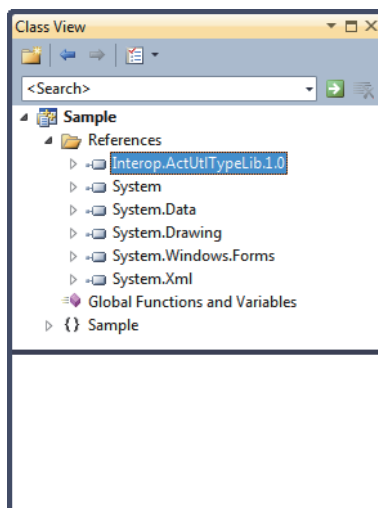 Class View
<Search>
Sample
References
Interop.ActUtlTypeLib.1.0
System
System.Data
System.Drawing
System.Windows.Forms
System.Xml
Global Functions and Variables
{} Sample